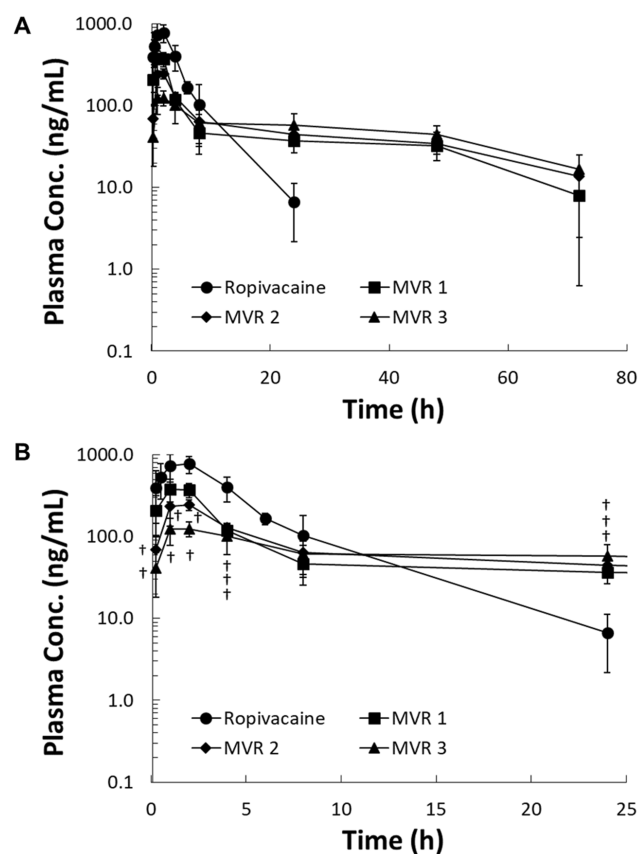 A
Plasma Conc. (ng/mL)
1000.0
100.0
10.0
1.0
0.1
Ropivacaine
MVR 1
MVR 2
MVR 3
0
20
40
60
80
Time (h)
B
Plasma Conc. (ng/mL)
1000.0
100.0
10.0
1.0
0.1
†
†
†
†
†
†
†
†
†
†
†
†
Ropivacaine
MVR 1
MVR 2
MVR 3
0
5
10
15
20
25
Time (h)